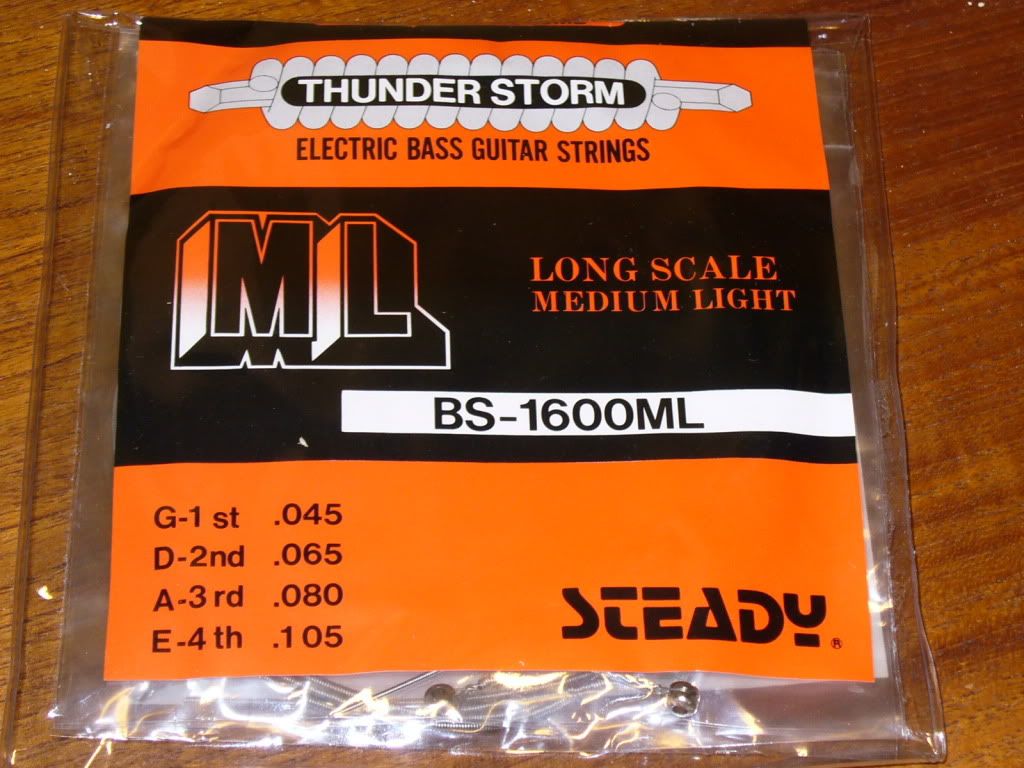 THUNDER STORM
ELECTRIC BASS GUITAR STRINGS
ML
LONG SCALE
MEDIUM LIGHT
BS-1600ML
G-1 st .045
D-2nd .065
A-3 rd .080
E-4 th .105
STEADY®